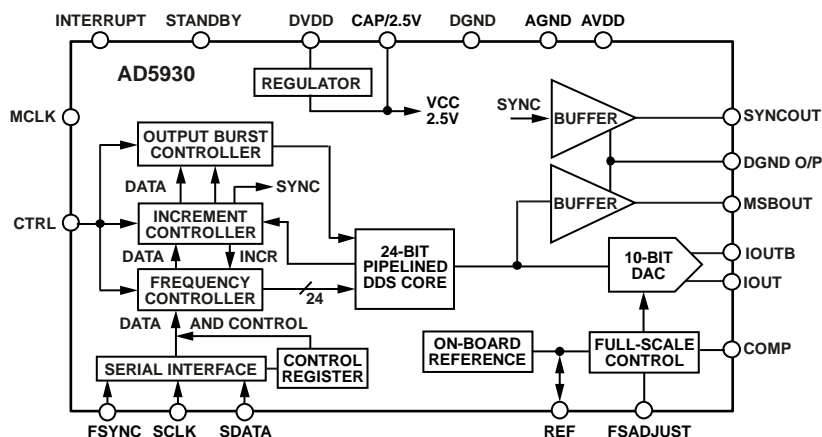 INTERRUPT STANDBY DVDD CAP/2.5V DGND AGND AVDD
AD5930
REGULATOR
VCC
2.5V
MCLK
OUTPUT BURST
CONTROLLER
SYNC
BUFFER
SYNCOUT
DGND O/P
DATA
SYNC
BUFFER
MSBOUT
CTRL
INCREMENT
CONTROLLER
DATA
INCR
24-BIT
PIPELINED
DDS CORE
10-BIT
DAC
IOUTB
IOUT
FREQUENCY
CONTROLLER
24
DATA
AND CONTROL
ON-BOARD
REFERENCE
FULL-SCALE
CONTROL
COMP
SERIAL INTERFACE
CONTROL
REGISTER
FSYNC SCLK SDATA REF FSADJUST